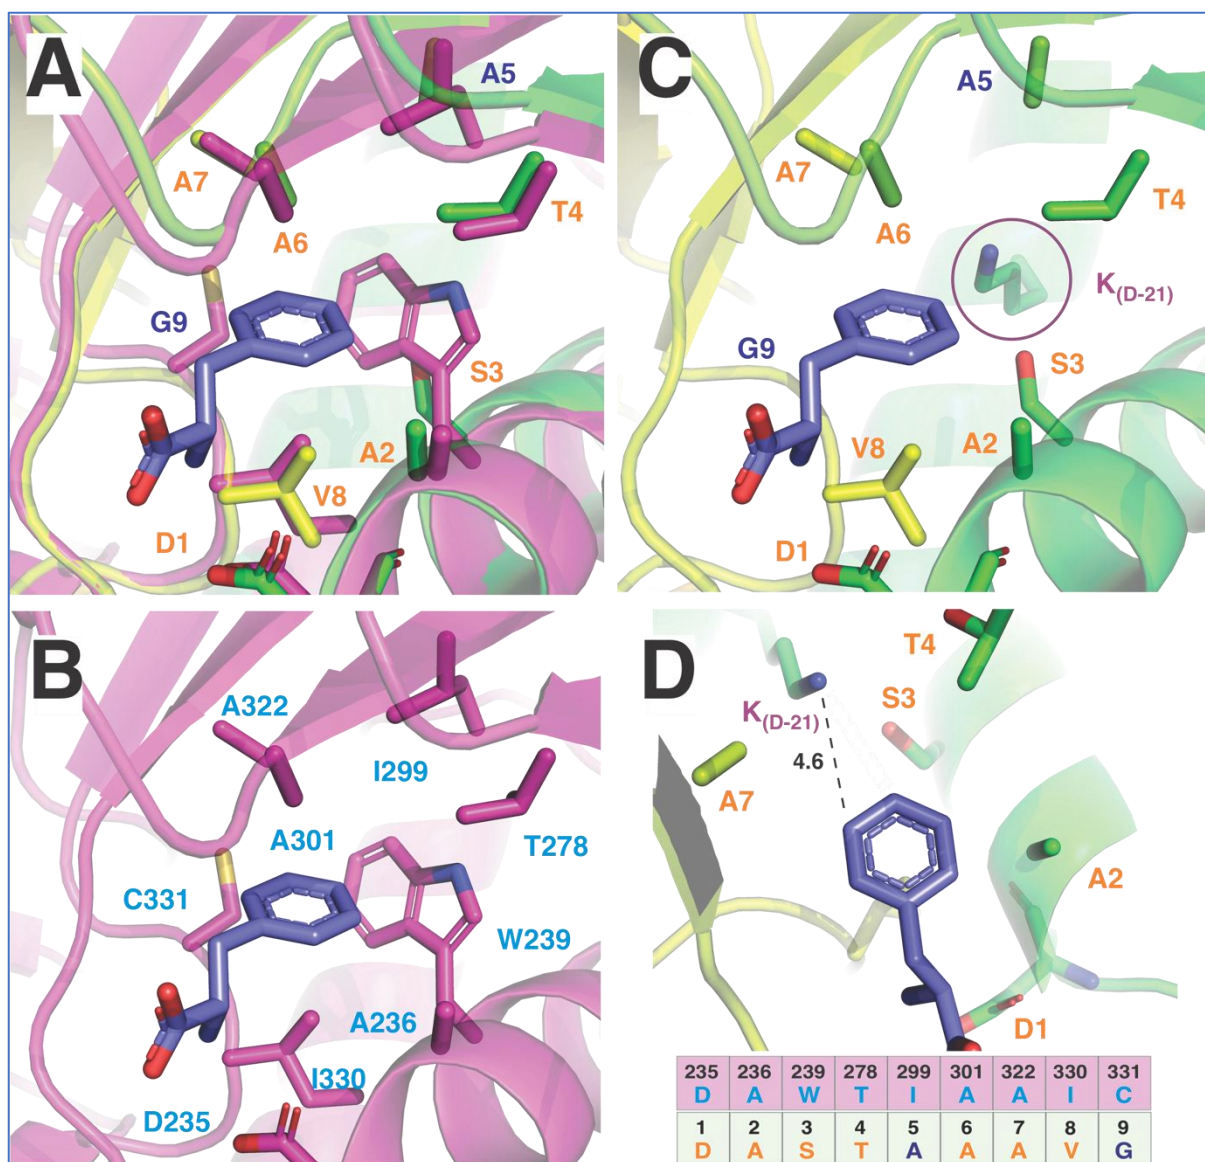 A
A5
A7
T4
A6
G9
S3
A2
V8
D1
C
A5
A7
T4
A6
K(D-21)
G9
S3
V8
A2
D1
B
A322
I299
A301
T278
C331
W239
A236
I330
D235
D
T4
S3
K(D-21)
4.6
A7
A2
D1
235 236 239 278 299 301 322 330 331
D A W T I A A I C
1 2 3 4 5 6 7 8 9
D A S T A A A V G